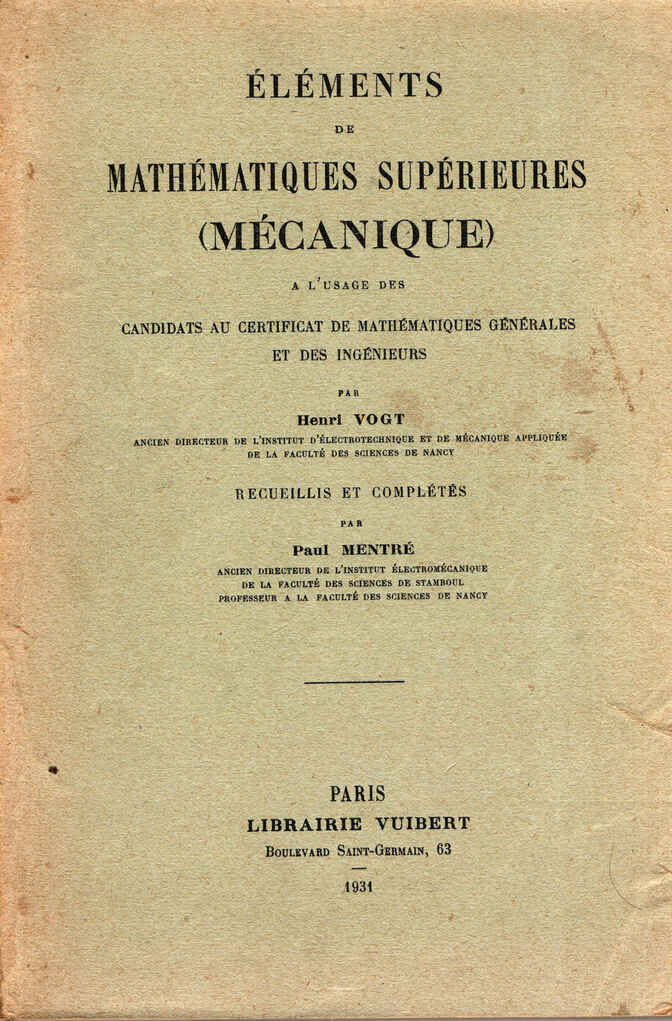 ÉLÉMENTS
DE
MATHÉMATIQUES SUPÉRIEURES
(MÉCANIQUE)
A L'USAGE DES
CANDIDATS AU CERTIFICAT DE MATHÉMATIQUES GÉNÉRALES
ET DES INGÉNIEURS
PAR
Henri VOGT
ANCIEN DIRECTEUR DE L'INSTITUT D'ÉLECTROTECHNIQUE ET DE MÉCANIQUE APPLIQUÉE
DE LA FACULTÉ DES SCIENCES DE NANCY
RECUEILLIS ET COMPLÉTÉS
PAR
Paul MENTRÉ
ANCIEN DIRECTEUR DE L'INSTITUT ÉLECTROMÉCANIQUE
DE LA FACULTÉ DES SCIENCES DE STAMBOUL
PROFESSEUR A LA FACULTÉ DES SCIENCES DE NANCY
PARIS
LIBRAIRIE VUIBERT
BOULEVARD SAINT-GERMAIN, 63
1931